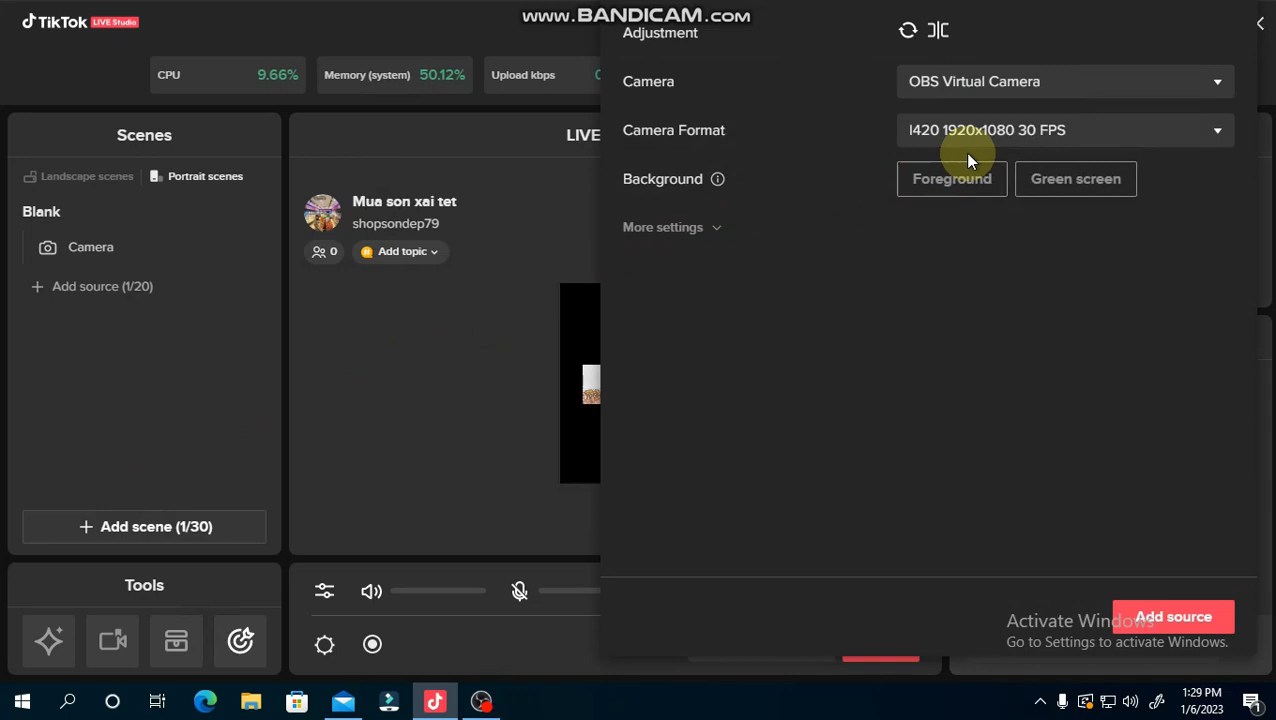 www.BANDICAM.com
TikTok LIVE Studio
Adjustment
CPU 9.66%
Memory (system) 50.12%
Upload kbps
Camera
OBS Virtual Camera
Camera Format
I420 1920x1080 30 FPS
Background
Foreground
Green screen
More settings
Scenes
Landscape scenes
Portrait scenes
Blank
Camera
Add source (1/20)
Add scene (1/30)
LIVE
Mua son xai tet
shopsondep79
0
Add topic
Tools
Add source
Activate Windows
Go to Settings to activate Windows.
1:29 PM
1/6/2023
1